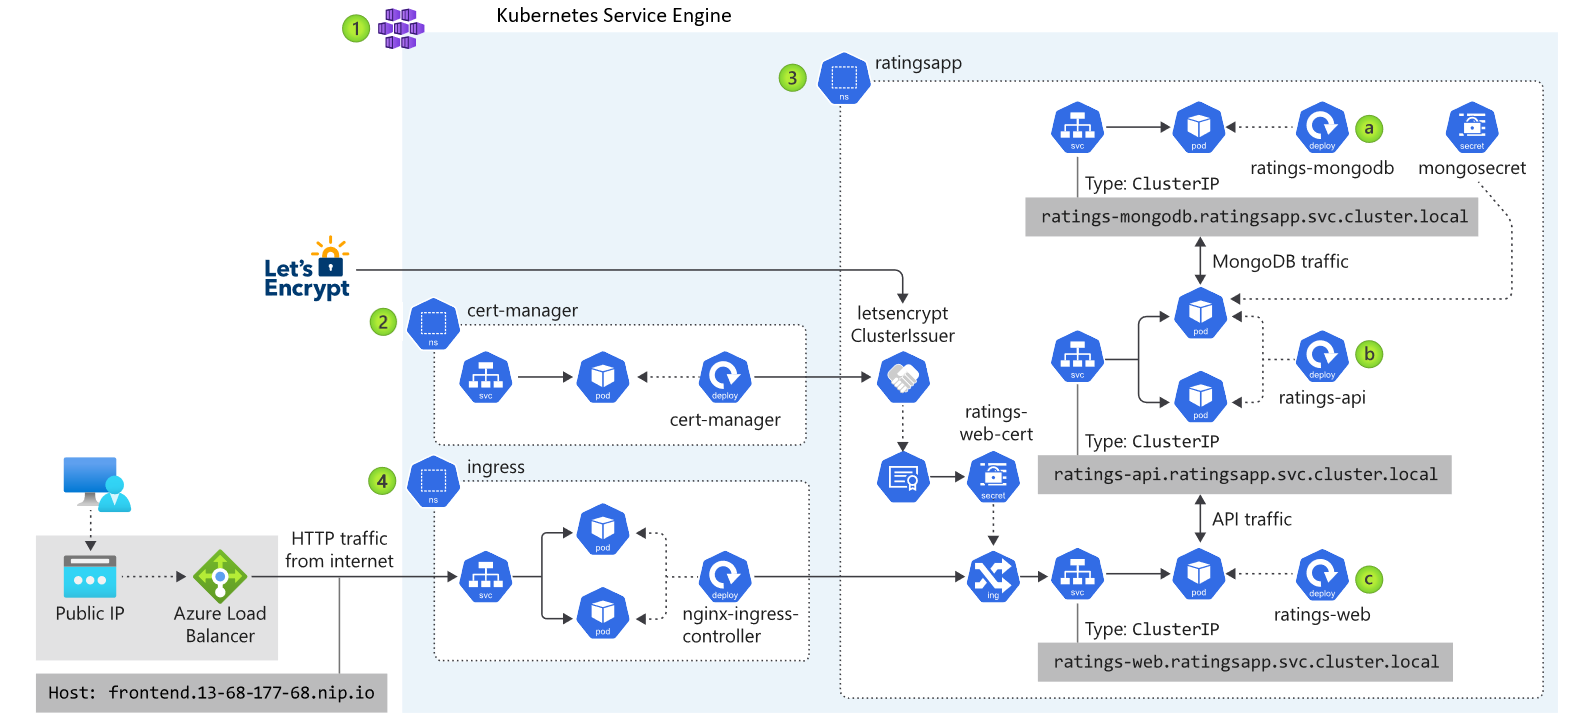 Kubernetes Service Engine
1
3
ns
ratingsapp
svc
pod
deploy
a
secret
ratings-mongodb
mongosecret
Type: ClusterIP
ratings-mongodb.ratingsapp.svc.cluster.local
MongoDB traffic
Let's
Encrypt
letsencrypt
ClusterIssuer
2
ns
cert-manager
svc
pod
deploy
cert-manager
pod
svc
pod
deploy
b
ratings-api
Type: ClusterIP
ratings-api.ratingsapp.svc.cluster.local
API traffic
ratings-
web-cert
secret
4
ns
ingress
HTTP traffic
from internet
Public IP
Azure Load
Balancer
svc
pod
pod
deploy
nginx-ingress-
controller
ing
svc
pod
deploy
c
ratings-web
Type: ClusterIP
ratings-web.ratingsapp.svc.cluster.local
Host: frontend.13-68-177-68.nip.io